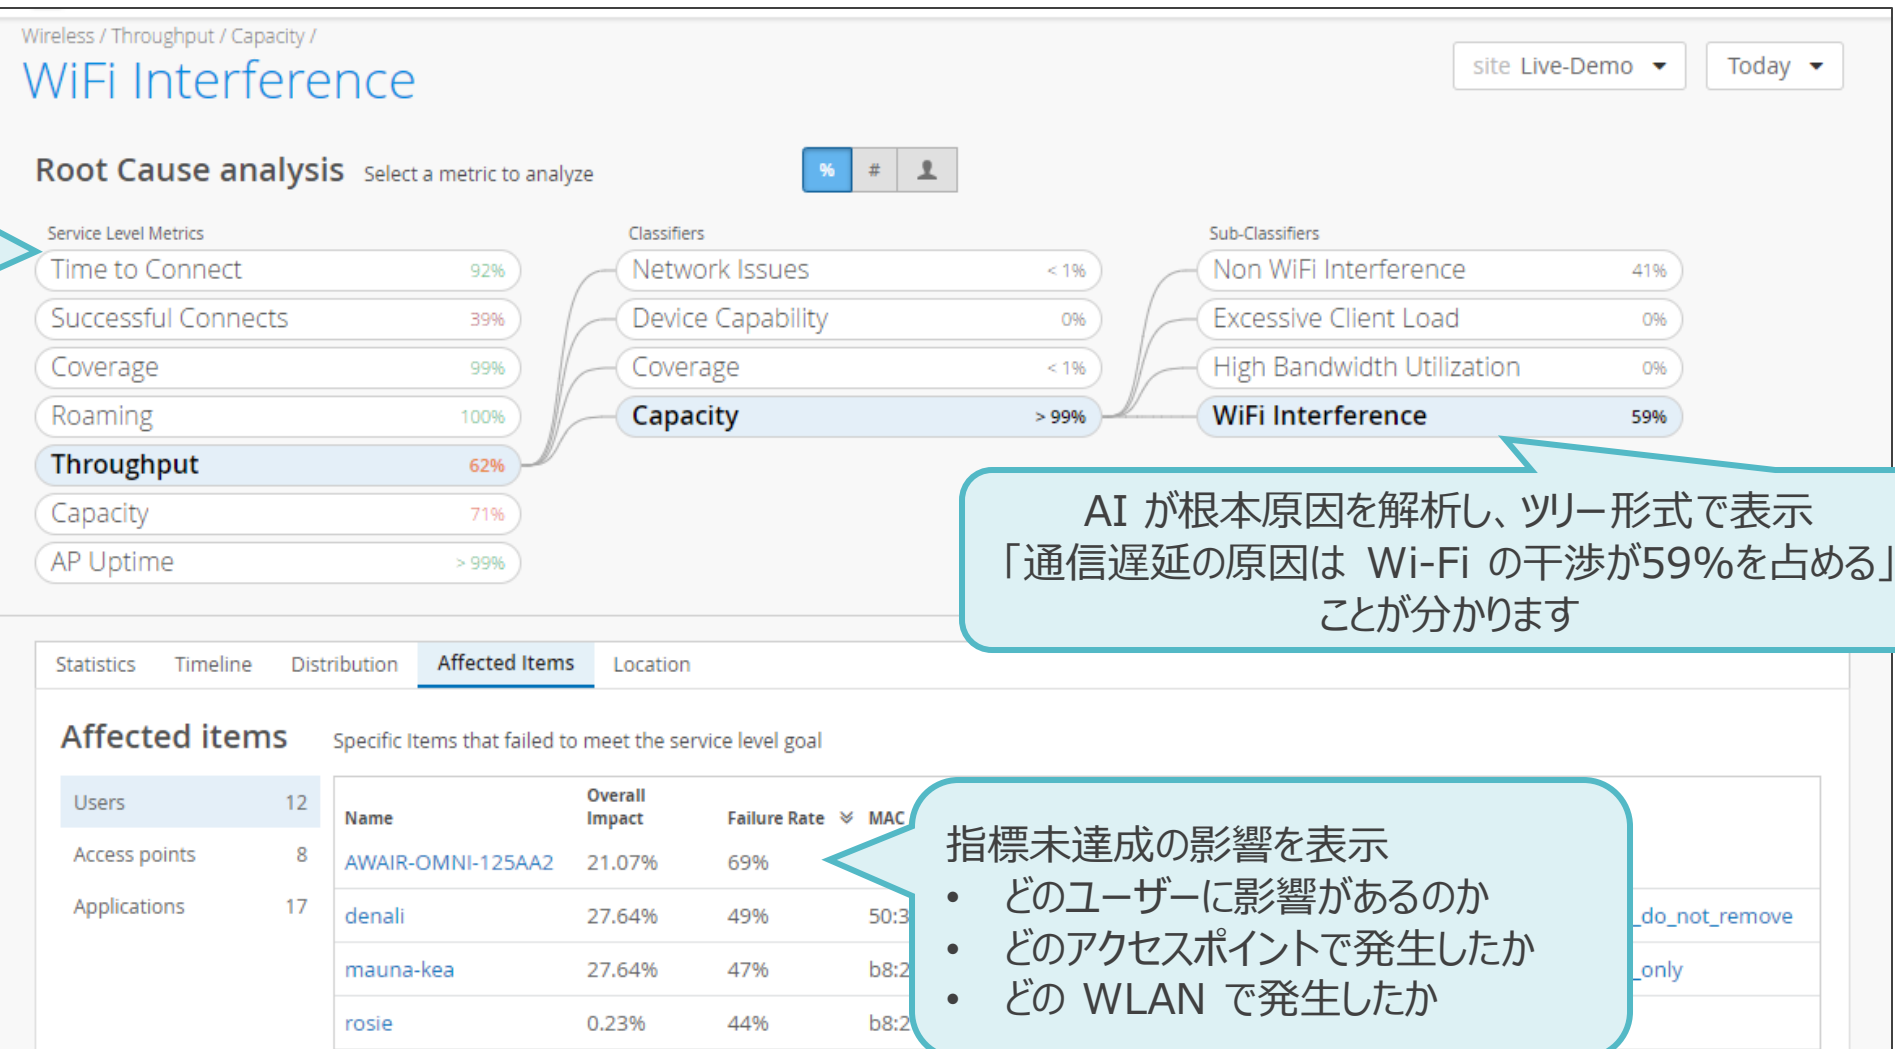 Wireless / Throughput / Capacity /
WiFi Interference
site Live-Demo
Today
Root Cause analysis Select a metric to analyze
% #
Service Level Metrics
Time to Connect 92%
Successful Connects 39%
Coverage 99%
Roaming 100%
Throughput 62%
Capacity 71%
AP Uptime > 99%
Classifiers
Network Issues < 1%
Device Capability 0%
Coverage < 1%
Capacity > 99%
Sub-Classifiers
Non WiFi Interference 41%
Excessive Client Load 0%
High Bandwidth Utilization 0%
WiFi Interference 59%
AI が根本原因を解析し、ツリー形式で表示
「通信遅延の原因は Wi-Fi の干渉が59%を占める」
ことが分かります
Statistics Timeline Distribution Affected Items Location
Affected items Specific Items that failed to meet the service level goal
Users 12
Access points 8
Applications 17
Name Overall Impact Failure Rate MAC
AWAIR-OMNI-125AA2 21.07% 69%
denali 27.64% 49% 50:3 _do_not_remove
mauna-kea 27.64% 47% b8:2 _only
rosie 0.23% 44% b8:2
指標未達成の影響を表示
• どのユーザーに影響があるのか
• どのアクセスポイントで発生したか
• どの WLAN で発生したか